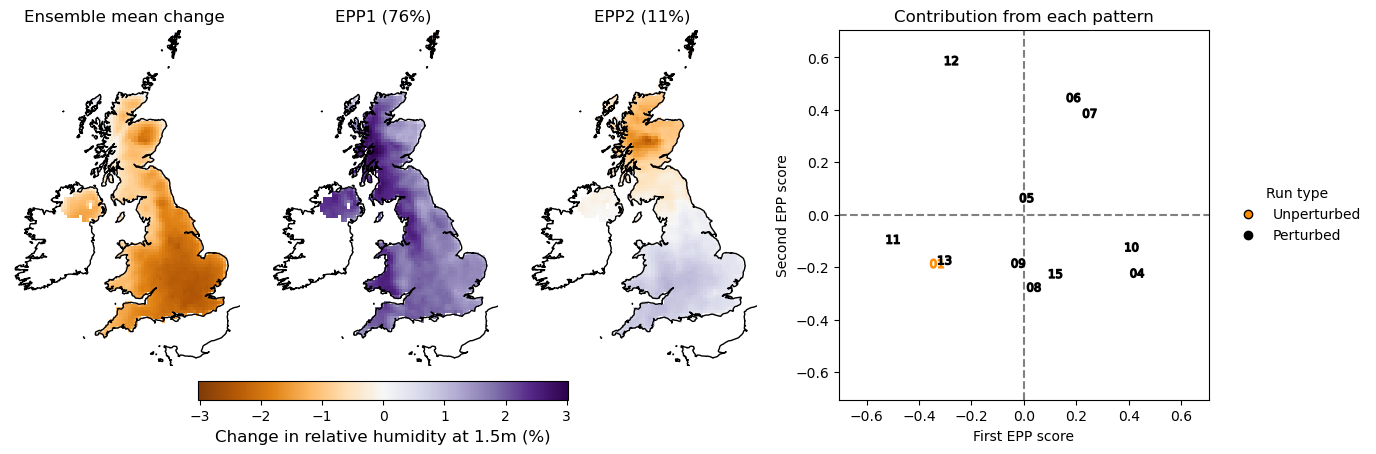 Ensemble mean change
EPP1 (76%)
EPP2 (11%)
Contribution from each pattern
−3 −2 −1 0 1 2 3
Change in relative humidity at 1.5m (%)
Second EPP score
0.6
0.4
0.2
0.0
−0.2
−0.4
−0.6
12
06
07
05
11
10
13
09
15
04
08
−0.6 −0.4 −0.2 0.0 0.2 0.4 0.6
First EPP score
Run type
Unperturbed
Perturbed